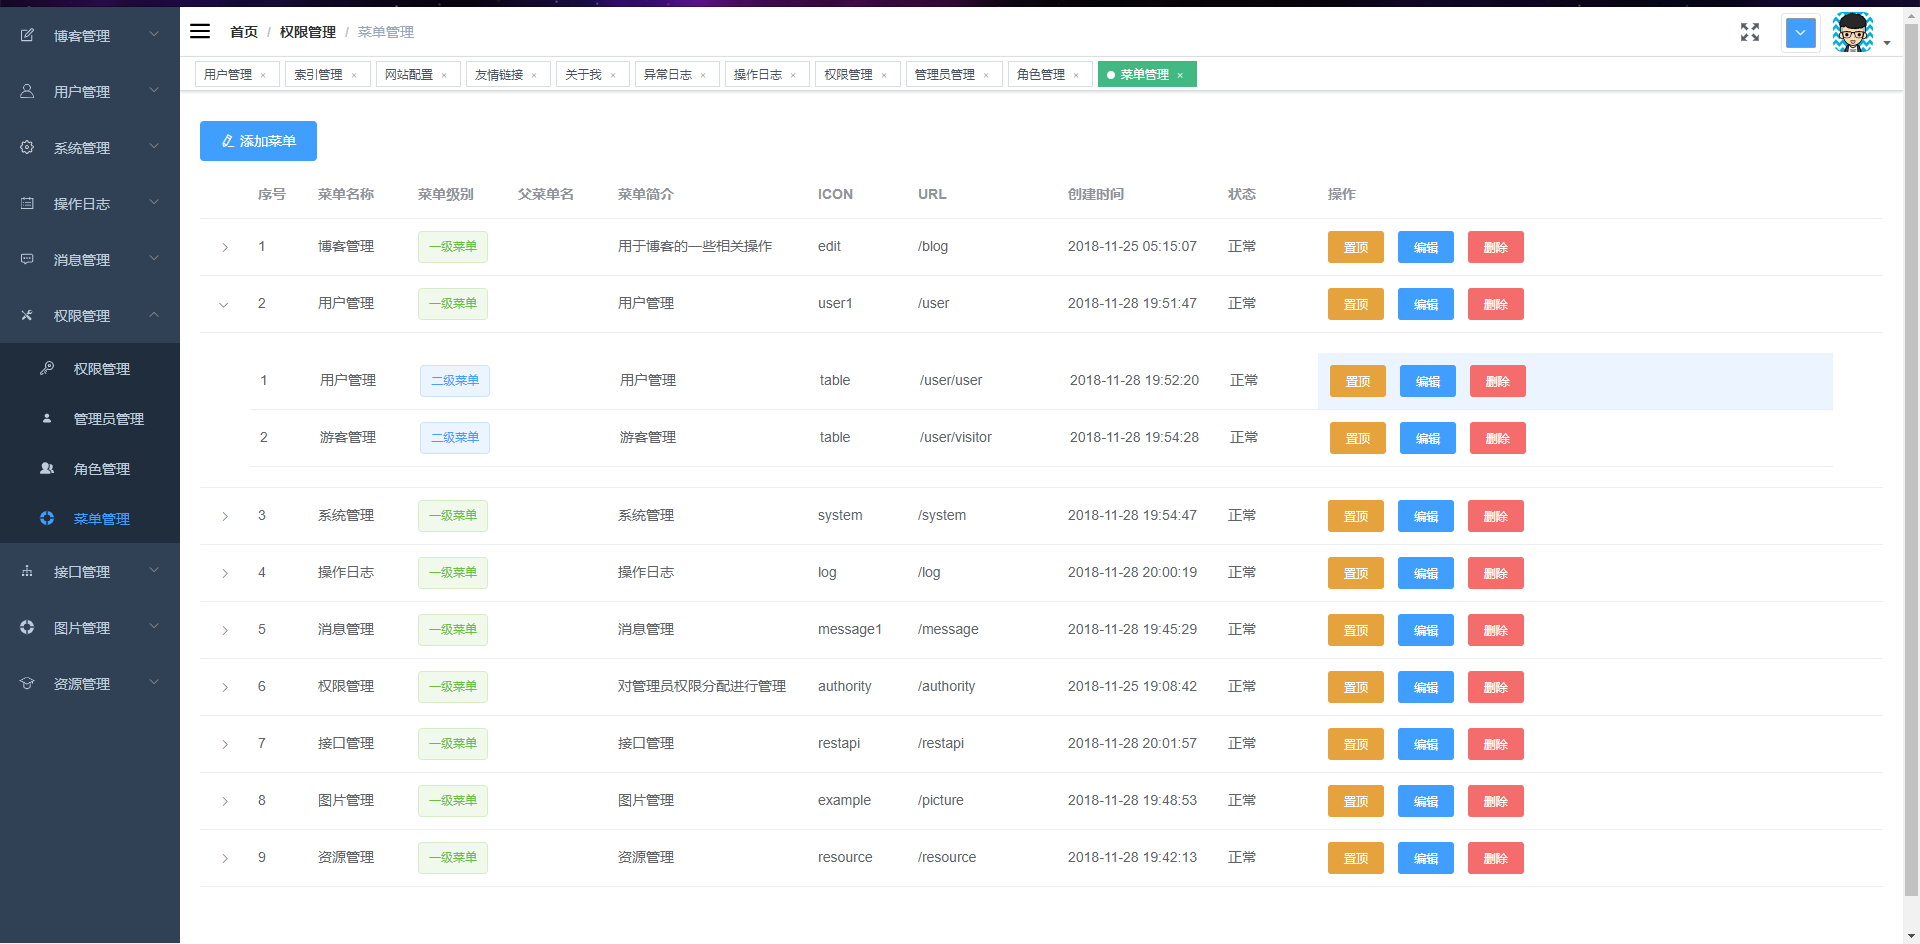 博客管理
用户管理
系统管理
操作日志
消息管理
权限管理
权限管理
管理员管理
角色管理
菜单管理
接口管理
图片管理
资源管理
首页 / 权限管理 / 菜单管理
用户管理 × 索引管理 × 网站配置 × 友情链接 × 关于我 × 异常日志 × 操作日志 × 权限管理 × 管理员管理 × 角色管理 × 菜单管理 ×
添加菜单
序号 菜单名称 菜单级别 父菜单名 菜单简介 ICON URL 创建时间 状态 操作
1 博客管理 一级菜单 用于博客的一些相关操作 edit /blog 2018-11-25 05:15:07 正常 置顶 编辑 删除
2 用户管理 一级菜单 用户管理 user1 /user 2018-11-28 19:51:47 正常 置顶 编辑 删除
1 用户管理 二级菜单 用户管理 table /user/user 2018-11-28 19:52:20 正常 置顶 编辑 删除
2 游客管理 二级菜单 游客管理 table /user/visitor 2018-11-28 19:54:28 正常 置顶 编辑 删除
3 系统管理 一级菜单 系统管理 system /system 2018-11-28 19:54:47 正常 置顶 编辑 删除
4 操作日志 一级菜单 操作日志 log /log 2018-11-28 20:00:19 正常 置顶 编辑 删除
5 消息管理 一级菜单 消息管理 message1 /message 2018-11-28 19:45:29 正常 置顶 编辑 删除
6 权限管理 一级菜单 对管理员权限分配进行管理 authority /authority 2018-11-25 19:08:42 正常 置顶 编辑 删除
7 接口管理 一级菜单 接口管理 restapi /restapi 2018-11-28 20:01:57 正常 置顶 编辑 删除
8 图片管理 一级菜单 图片管理 example /picture 2018-11-28 19:48:53 正常 置顶 编辑 删除
9 资源管理 一级菜单 资源管理 resource /resource 2018-11-28 19:42:13 正常 置顶 编辑 删除